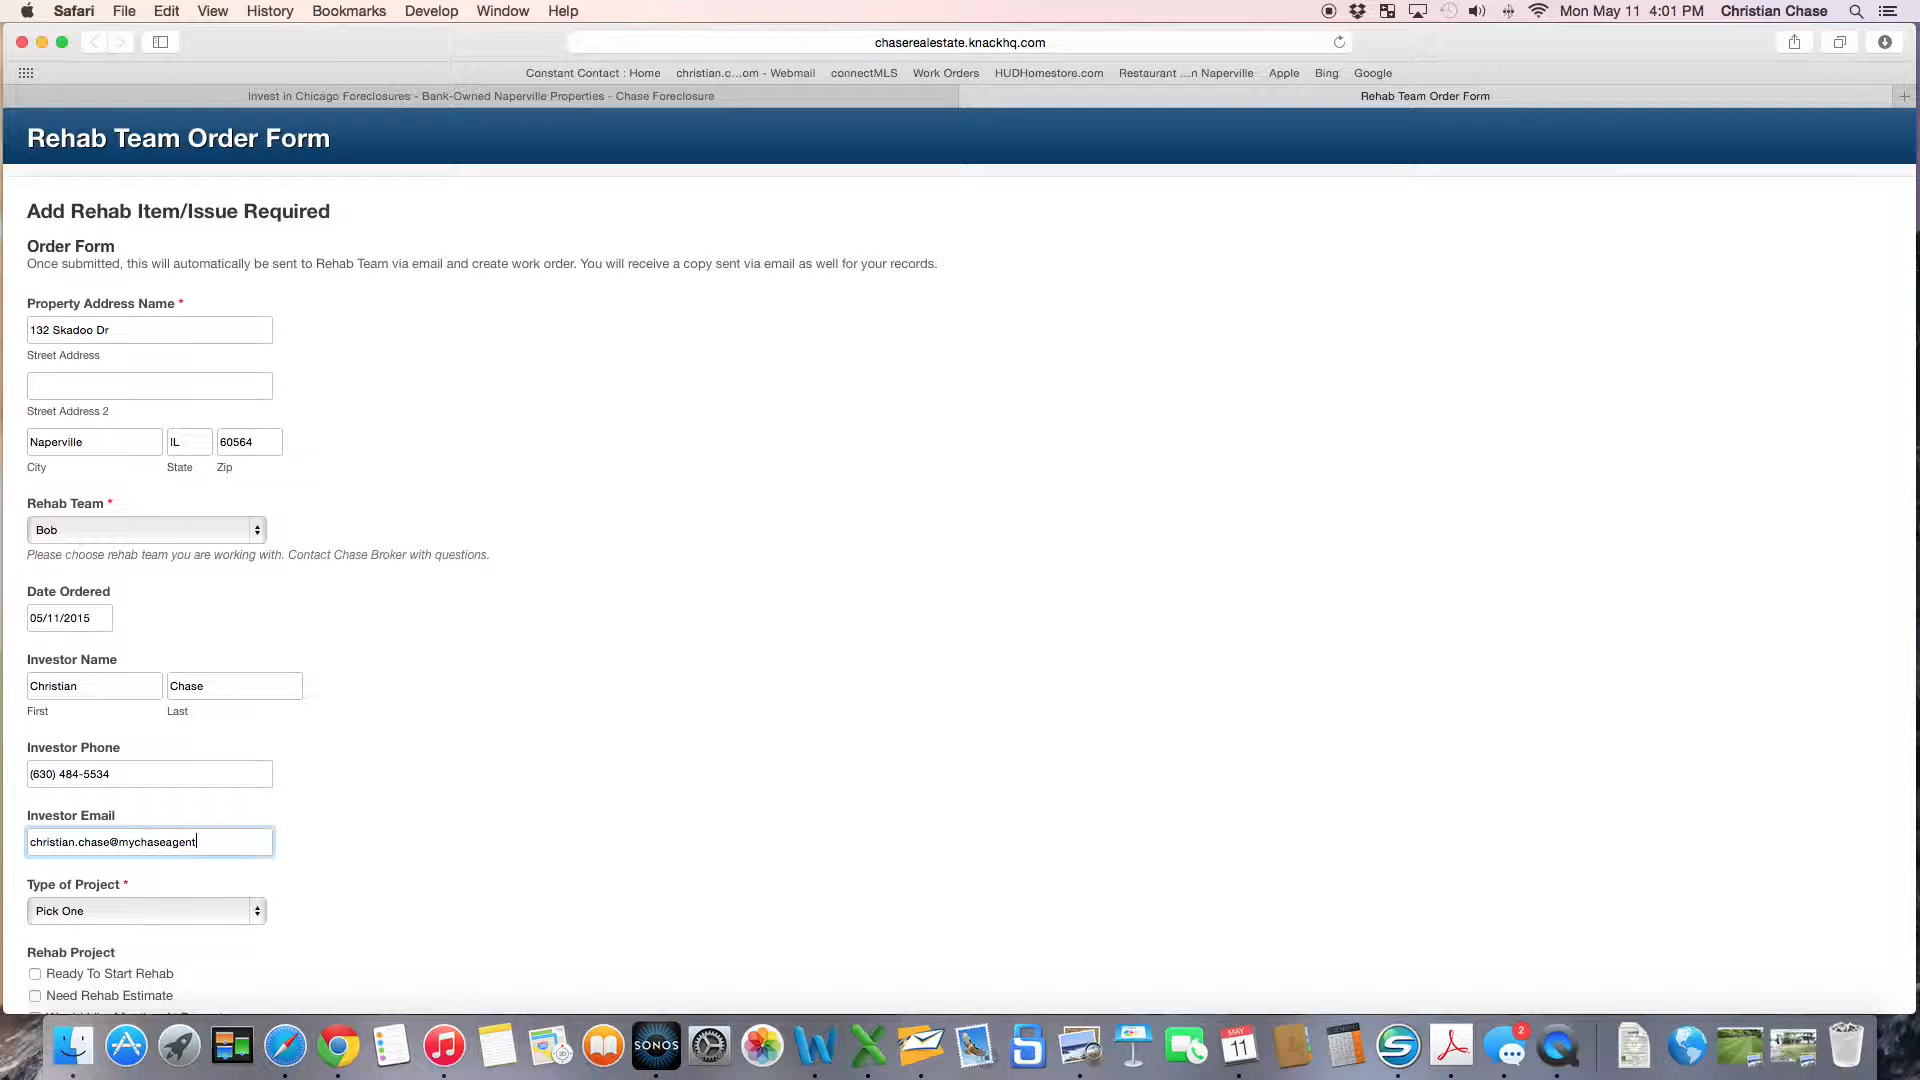 Safari File Edit View History Bookmarks Develop Window Help
Mon May 11 4:01 PM Christian Chase
chaserealestate.knackhq.com
Constant Contact : Home christian.c...om - Webmail connectMLS Work Orders HUDHomestore.com Restaurant ...n Naperville Apple Bing Google
Invest in Chicago Foreclosures - Bank-Owned Naperville Properties - Chase Foreclosure
Rehab Team Order Form
Rehab Team Order Form
Add Rehab Item/Issue Required
Order Form
Once submitted, this will automatically be sent to Rehab Team via email and create work order. You will receive a copy sent via email as well for your records.
Property Address Name *
132 Skadoo Dr
Street Address
Street Address 2
Naperville IL 60564
City State Zip
Rehab Team *
Bob
Please choose rehab team you are working with. Contact Chase Broker with questions.
Date Ordered
05/11/2015
Investor Name
Christian Chase
First Last
Investor Phone
(630) 484-5534
Investor Email
christian.chase@mychaseagent
Type of Project *
Pick One
Rehab Project
Ready To Start Rehab
Need Rehab Estimate
SONOS
MAY
11
2